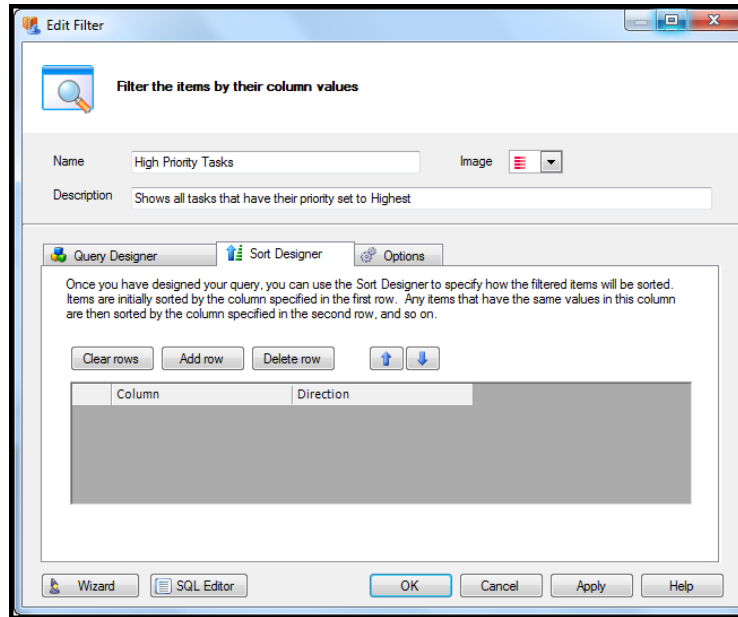 Edit Filter
Filter the items by their column values
Name High Priority Tasks Image
Description Shows all tasks that have their priority set to Highest
Query Designer Sort Designer Options
Once you have designed your query, you can use the Sort Designer to specify how the filtered items will be sorted.
Items are initially sorted by the column specified in the first row. Any items that have the same values in this column
are then sorted by the column specified in the second row, and so on.
Clear rows Add row Delete row
Column Direction
Wizard SQL Editor OK Cancel Apply Help